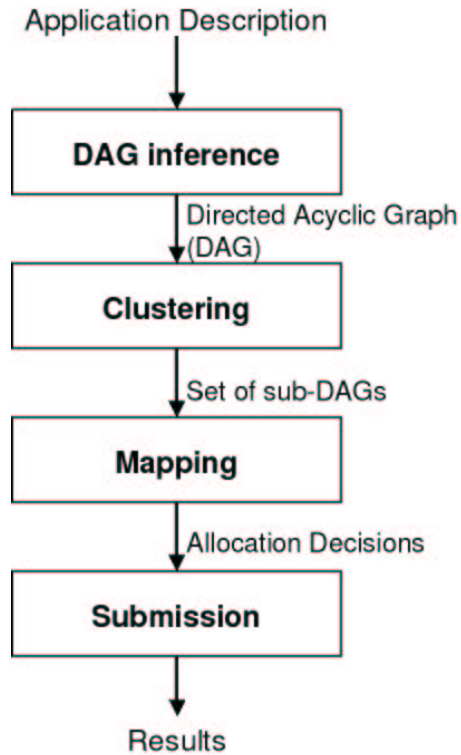 Application Description
DAG inference
Directed Acyclic Graph
(DAG)
Clustering
Set of sub-DAGs
Mapping
Allocation Decisions
Submission
Results